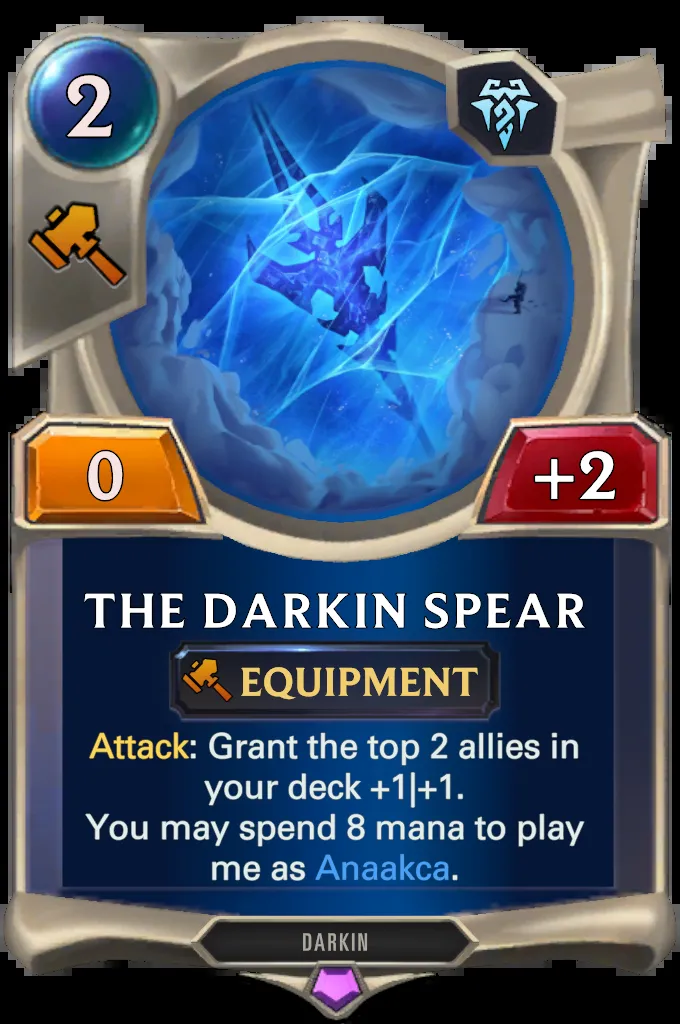 2
0
+2
THE DARKIN SPEAR
EQUIPMENT
Attack: Grant the top 2 allies in
your deck +1|+1.
You may spend 8 mana to play
me as Anaakca.
DARKIN